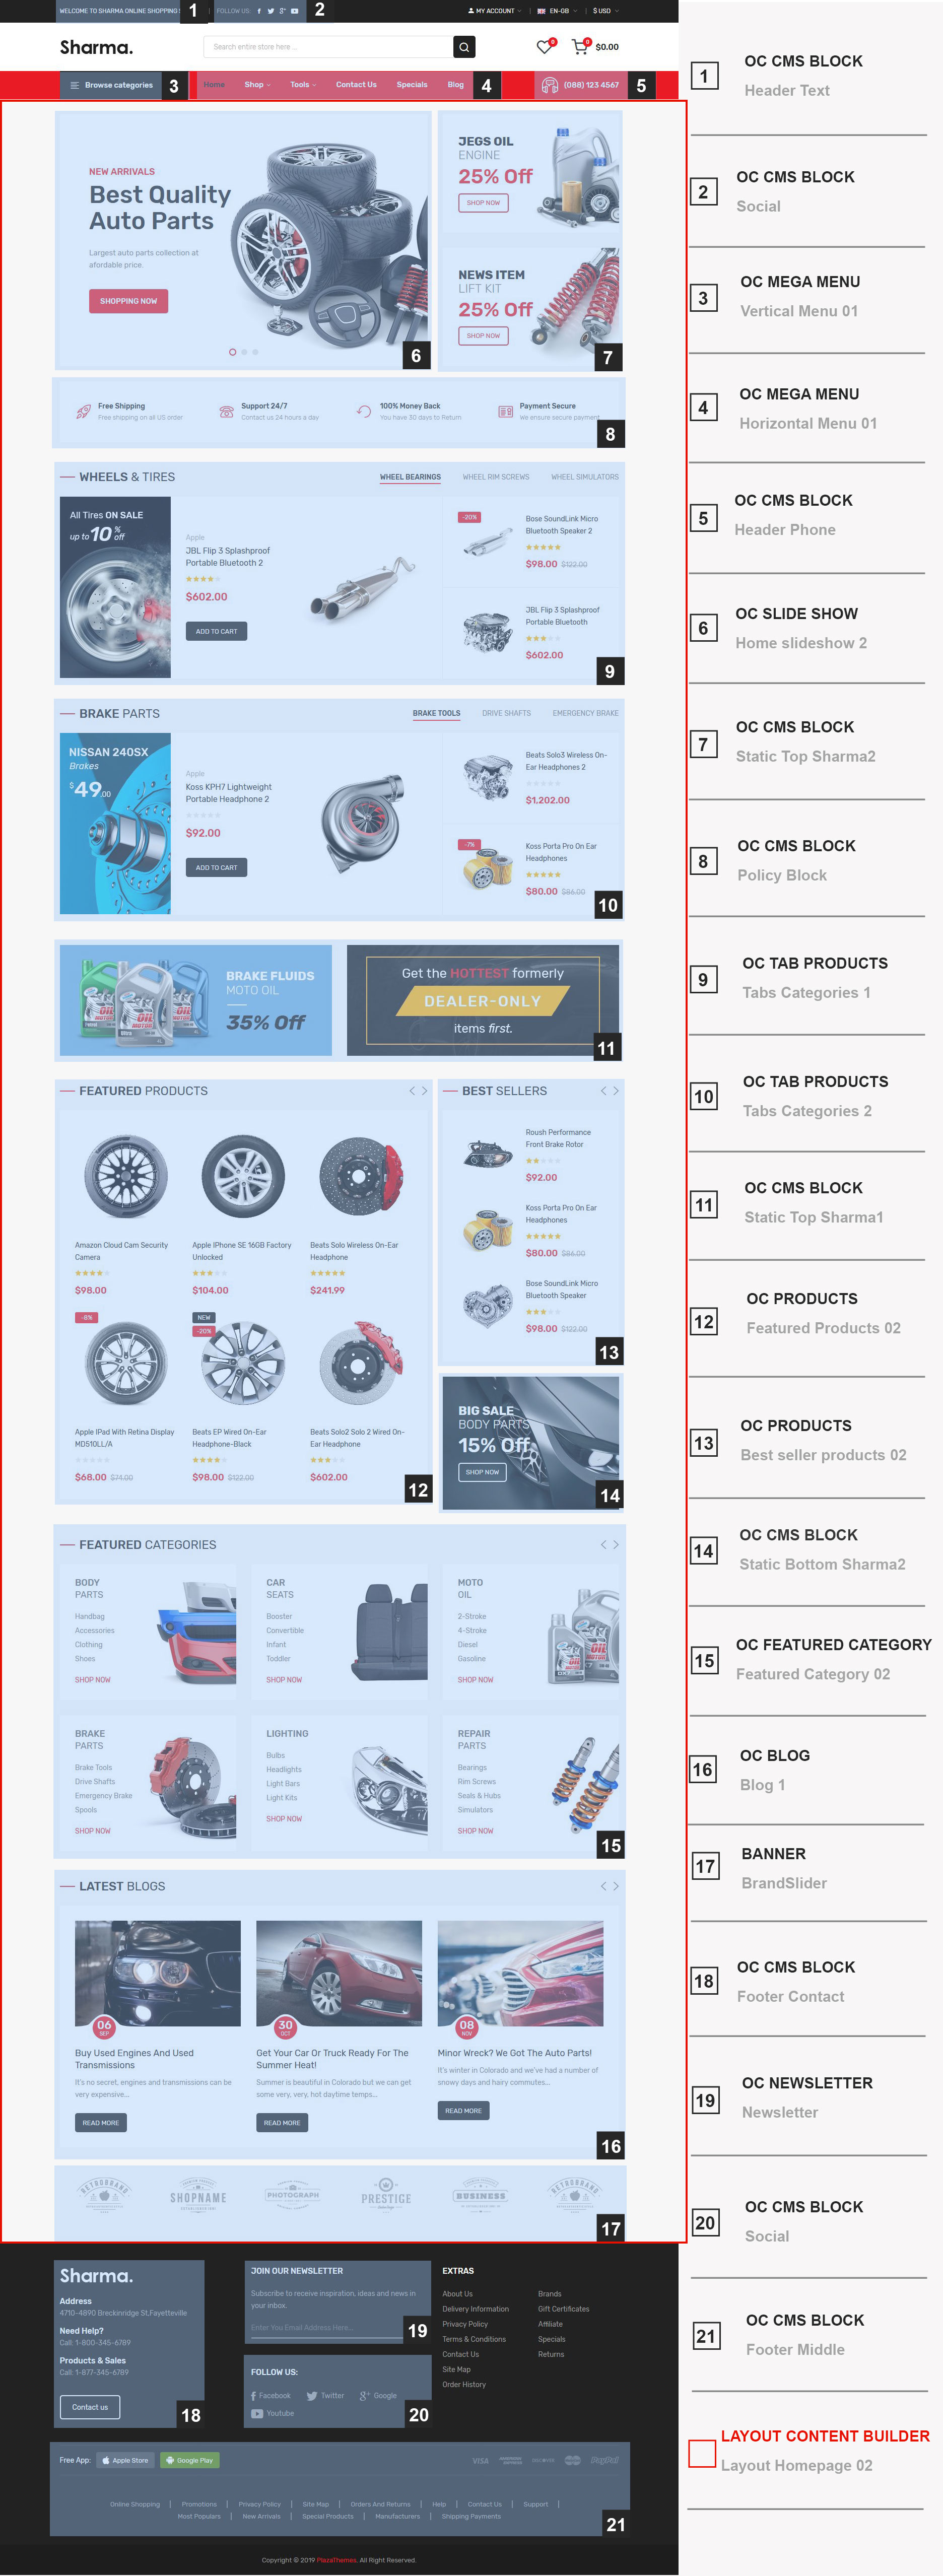 WELCOME TO SHARMA ONLINE SHOPPING
1
FOLLOW US:
2
MY ACCOUNT
EN-GB
$ USD
Sharma.
Search entire store here ...
0
0
$0.00
Browse categories
3
Home
Shop
Tools
Contact Us
Specials
Blog
4
(088) 123 4567
5
NEW ARRIVALS
Best Quality
Auto Parts
Largest auto parts collection at
afordable price.
SHOPPING NOW
6
JEGS OIL
ENGINE
25% Off
SHOP NOW
NEWS ITEM
LIFT KIT
25% Off
SHOP NOW
7
Free Shipping
Free shipping on all US order
Support 24/7
Contact us 24 hours a day
100% Money Back
You have 30 days to Return
Payment Secure
We ensure secure payment
8
WHEELS & TIRES
WHEEL BEARINGS
WHEEL RIM SCREWS
WHEEL SIMULATORS
All Tires ON SALE
up to 10 % off
Apple
JBL Flip 3 Splashproof
Portable Bluetooth 2
$602.00
ADD TO CART
-20%
Bose SoundLink Micro
Bluetooth Speaker 2
$98.00 $122.00
JBL Flip 3 Splashproof
Portable Bluetooth
$602.00
9
BRAKE PARTS
BRAKE TOOLS
DRIVE SHAFTS
EMERGENCY BRAKE
NISSAN 240SX
Brakes
$49.00
Apple
Koss KPH7 Lightweight
Portable Headphone 2
$92.00
ADD TO CART
Beats Solo3 Wireless On-
Ear Headphones 2
$1,202.00
-7%
Koss Porta Pro On Ear
Headphones
$80.00 $86.00
10
BRAKE FLUIDS
MOTO OIL
35% Off
Get the HOTTEST formerly
DEALER-ONLY
items first.
11
FEATURED PRODUCTS
Amazon Cloud Cam Security
Camera
$98.00
Apple IPhone SE 16GB Factory
Unlocked
$104.00
Beats Solo Wireless On-Ear
Headphone
$241.99
-8%
Apple IPad With Retina Display
MD510LL/A
$68.00 $74.00
NEW
-20%
Beats EP Wired On-Ear
Headphone-Black
$98.00 $122.00
Beats Solo2 Solo 2 Wired On-
Ear Headphone
$602.00
12
BEST SELLERS
Roush Performance
Front Brake Rotor
$92.00
Koss Porta Pro On Ear
Headphones
$80.00 $86.00
Bose SoundLink Micro
Bluetooth Speaker
$98.00 $122.00
13
BIG SALE
BODY PARTS
15% Off
SHOP NOW
14
FEATURED CATEGORIES
BODY
PARTS
Handbag
Accessories
Clothing
Shoes
SHOP NOW
CAR
SEATS
Booster
Convertible
Infant
Toddler
SHOP NOW
MOTO
OIL
2-Stroke
4-Stroke
Diesel
Gasoline
SHOP NOW
BRAKE
PARTS
Brake Tools
Drive Shafts
Emergency Brake
Spools
SHOP NOW
LIGHTING
Bulbs
Headlights
Light Bars
Light Kits
SHOP NOW
REPAIR
PARTS
Bearings
Rim Screws
Seals & Hubs
Simulators
SHOP NOW
15
LATEST BLOGS
06
SEP
Buy Used Engines And Used
Transmissions
It's no secret, engines and transmissions can be
very expensive...
READ MORE
30
OCT
Get Your Car Or Truck Ready For The
Summer Heat!
Summer is beautiful in Colorado but we can get
some very, very, hot daytime temps...
READ MORE
08
NOV
Minor Wreck? We Got The Auto Parts!
It's winter in Colorado and we've had a number of
snowy days and hairy commutes...
READ MORE
16
RETROBRAND
SHOPNAME
PHOTOGRAPH
PRESTIGE
BUSINESS
RETROBRAND
17
Sharma.
Address
4710-4890 Breckinridge St,Fayetteville
Need Help?
Call: 1-800-345-6789
Products & Sales
Call: 1-877-345-6789
Contact us
18
JOIN OUR NEWSLETTER
Subscribe to receive inspiration, ideas and news in
your inbox.
Enter You Email Address Here...
19
FOLLOW US:
Facebook
Twitter
Google
Youtube
20
EXTRAS
About Us
Delivery Information
Privacy Policy
Terms & Conditions
Contact Us
Site Map
Order History
Brands
Gift Certificates
Affiliate
Specials
Returns
Free App:
Apple Store
Google Play
VISA
DISCOVER
PayPal
Online Shopping | Promotions | Privacy Policy | Site Map | Orders And Returns | Help | Contact Us | Support |
Most Populars | New Arrivals | Special Products | Manufacturers | Shipping Payments
21
Copyright © 2019 PlazaThemes. All Right Reserved.
1
OC CMS BLOCK
Header Text
2
OC CMS BLOCK
Social
3
OC MEGA MENU
Vertical Menu 01
4
OC MEGA MENU
Horizontal Menu 01
5
OC CMS BLOCK
Header Phone
6
OC SLIDE SHOW
Home slideshow 2
7
OC CMS BLOCK
Static Top Sharma2
8
OC CMS BLOCK
Policy Block
9
OC TAB PRODUCTS
Tabs Categories 1
10
OC TAB PRODUCTS
Tabs Categories 2
11
OC CMS BLOCK
Static Top Sharma1
12
OC PRODUCTS
Featured Products 02
13
OC PRODUCTS
Best seller products 02
14
OC CMS BLOCK
Static Bottom Sharma2
15
OC FEATURED CATEGORY
Featured Category 02
16
OC BLOG
Blog 1
17
BANNER
BrandSlider
18
OC CMS BLOCK
Footer Contact
19
OC NEWSLETTER
Newsletter
20
OC CMS BLOCK
Social
21
OC CMS BLOCK
Footer Middle
LAYOUT CONTENT BUILDER
Layout Homepage 02